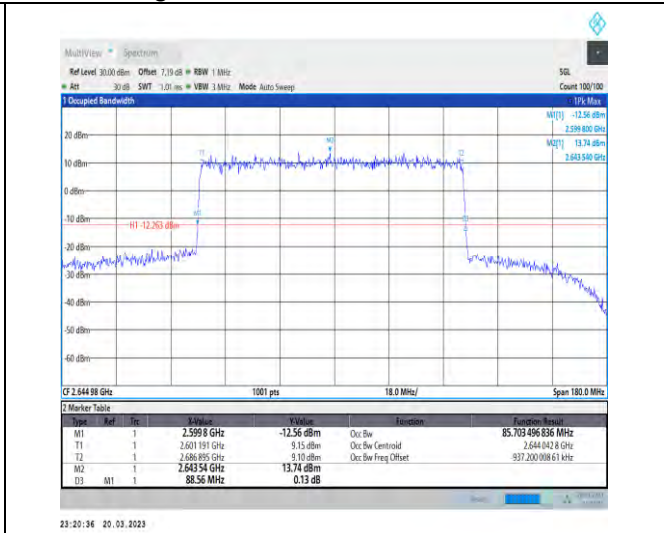 MultiView Spectrum
Ref Level 30.00 dBm Offset 7.19 dB RBW 1 MHz SGL
Att 30 dB SWT 1.01 ms VBW 3 MHz Mode Auto Sweep Count 100/100
1 Occupied Bandwidth 1Pk Max
M1[1] -12.56 dBm
2.599 800 GHz
M2[1] 13.74 dBm
2.643 540 GHz
20 dBm
M2
T1
T2
10 dBm
0 dBm
M1
-10 dBm
H1 -12.263 dBm
-20 dBm
-30 dBm
-40 dBm
-50 dBm
-60 dBm
CF 2.644 98 GHz 1001 pts 18.0 MHz/ Span 180.0 MHz
2 Marker Table
Type Ref Trc X-Value Y-Value Function Function Result
M1 1 2.599 8 GHz -12.56 dBm Occ Bw 85.703 496 836 MHz
T1 1 2.601 191 GHz 9.15 dBm Occ Bw Centroid 2.644 042 8 GHz
T2 1 2.686 895 GHz 9.10 dBm Occ Bw Freq Offset -937.200 008 61 kHz
M2 1 2.643 54 GHz 13.74 dBm
D3 M1 1 88.56 MHz 0.13 dB
23:20:36 20.03.2023